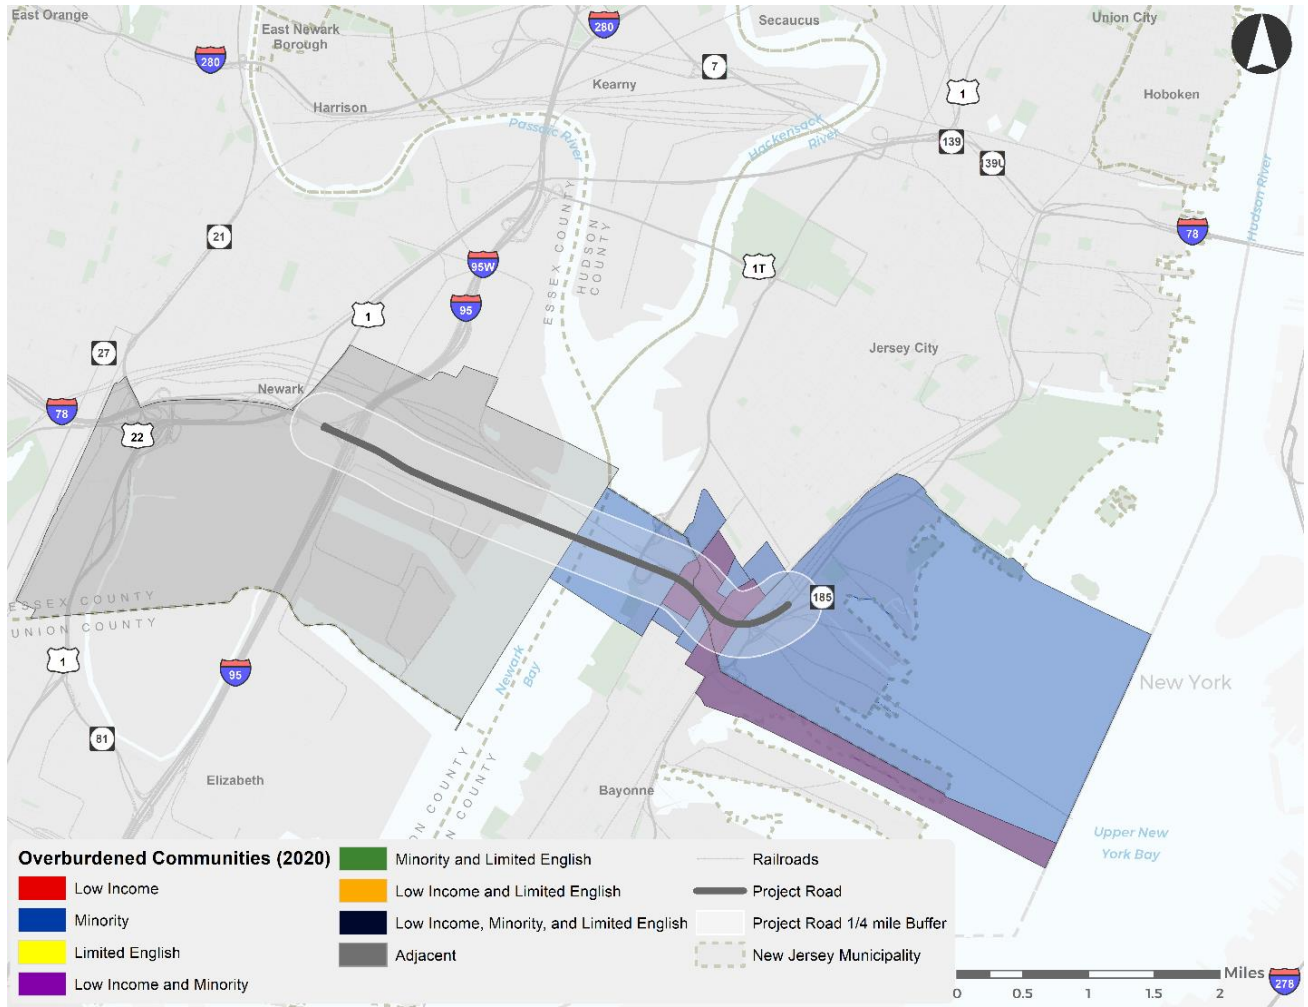 East Orange
East Newark
Borough
280
280
Secaucus
Union City
7
Kearny
1
Hoboken
Harrison
Passaic
River
Hackensack
River
139
139U
Hudson River
21
78
ESSEX COUNTY
HUDSON
COUNTY
95W
1T
95
1
27
Jersey City
Newark
78
22
185
ESSEX COUNTY
UNION COUNTY
1
95
Newark
Bay
New York
81
Elizabeth
ON COUNTY
N COUNTY
Bayonne
Upper New
York Bay
Overburdened Communities (2020)
Low Income
Minority
Limited English
Low Income and Minority
Minority and Limited English
Low Income and Limited English
Low Income, Minority, and Limited English
Adjacent
Railroads
Project Road
Project Road 1/4 mile Buffer
New Jersey Municipality
Miles
0 0.5 1 1.5 2
278